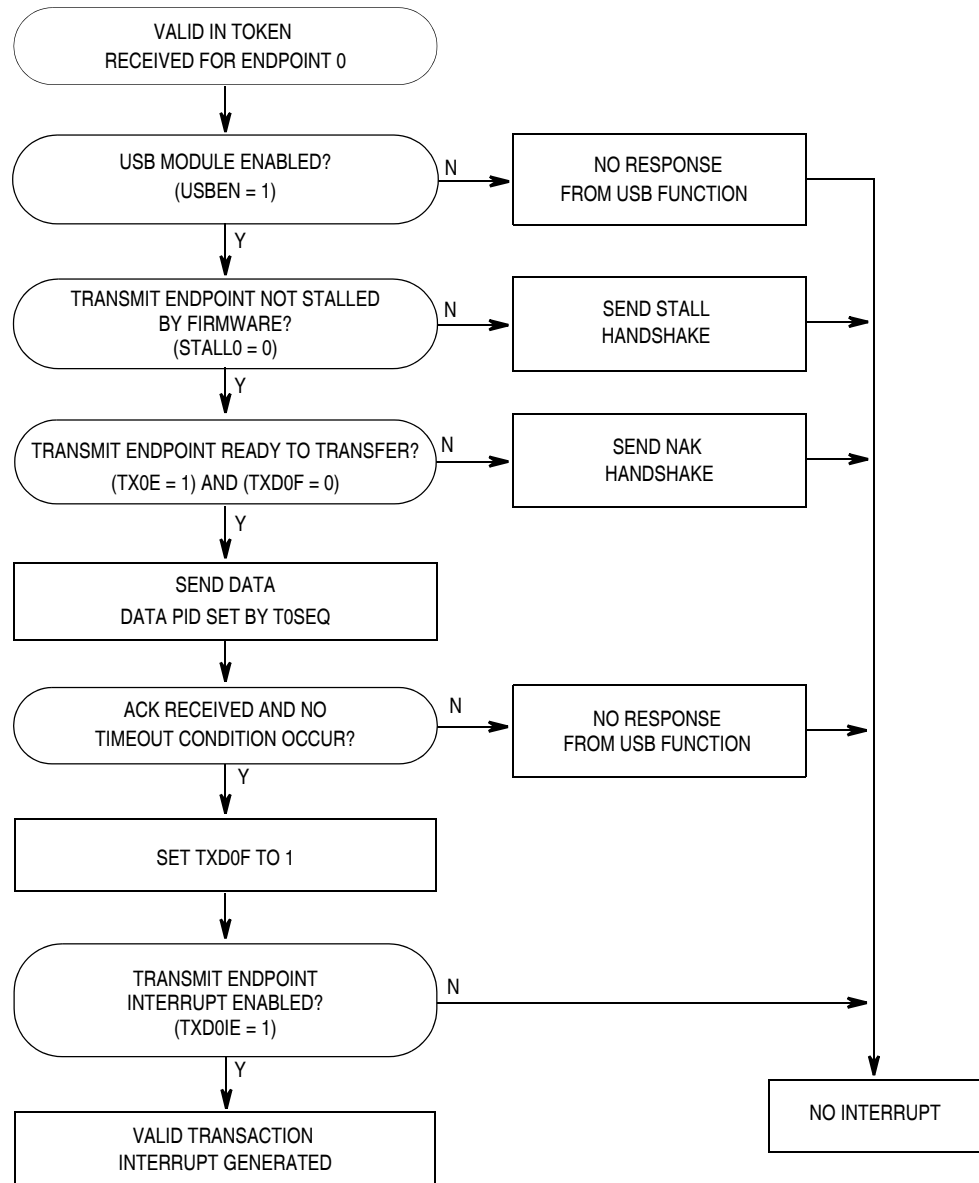 VALID IN TOKEN
RECEIVED FOR ENDPOINT 0
USB MODULE ENABLED?
(USBEN = 1)
N
NO RESPONSE
FROM USB FUNCTION
Y
TRANSMIT ENDPOINT NOT STALLED
BY FIRMWARE?
(STALL0 = 0)
N
SEND STALL
HANDSHAKE
Y
TRANSMIT ENDPOINT READY TO TRANSFER?
(TX0E = 1) AND (TXD0F = 0)
N
SEND NAK
HANDSHAKE
Y
SEND DATA
DATA PID SET BY T0SEQ
ACK RECEIVED AND NO
TIMEOUT CONDITION OCCUR?
N
NO RESPONSE
FROM USB FUNCTION
Y
SET TXD0F TO 1
TRANSMIT ENDPOINT
INTERRUPT ENABLED?
(TXD0IE = 1)
N
Y
NO INTERRUPT
VALID TRANSACTION
INTERRUPT GENERATED